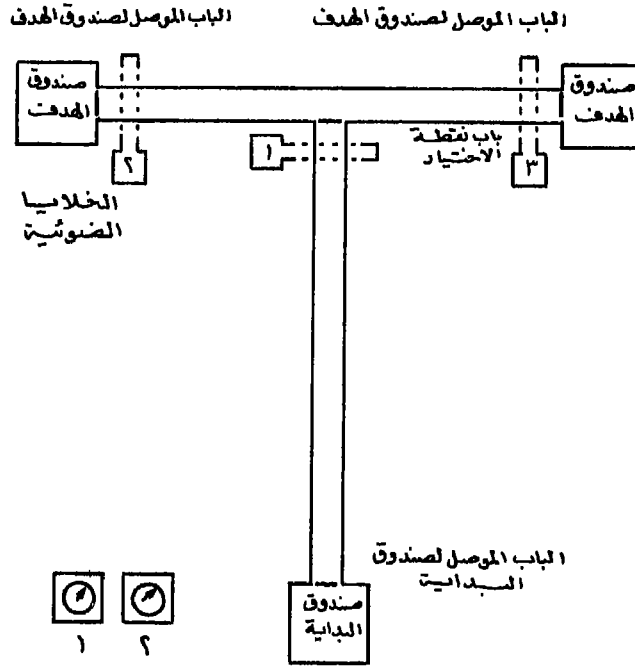 الباب الموصل لصندوق الهدف
الباب الموصل لصندوق الهدف
صندوق
الهدف
صندوق
الهدف
باب نقطة
الاختيار
١
٢
٣
الخلايا
الضوئية
الباب الموصل لصندوق
البداية
صندوق
البداية
١
٢